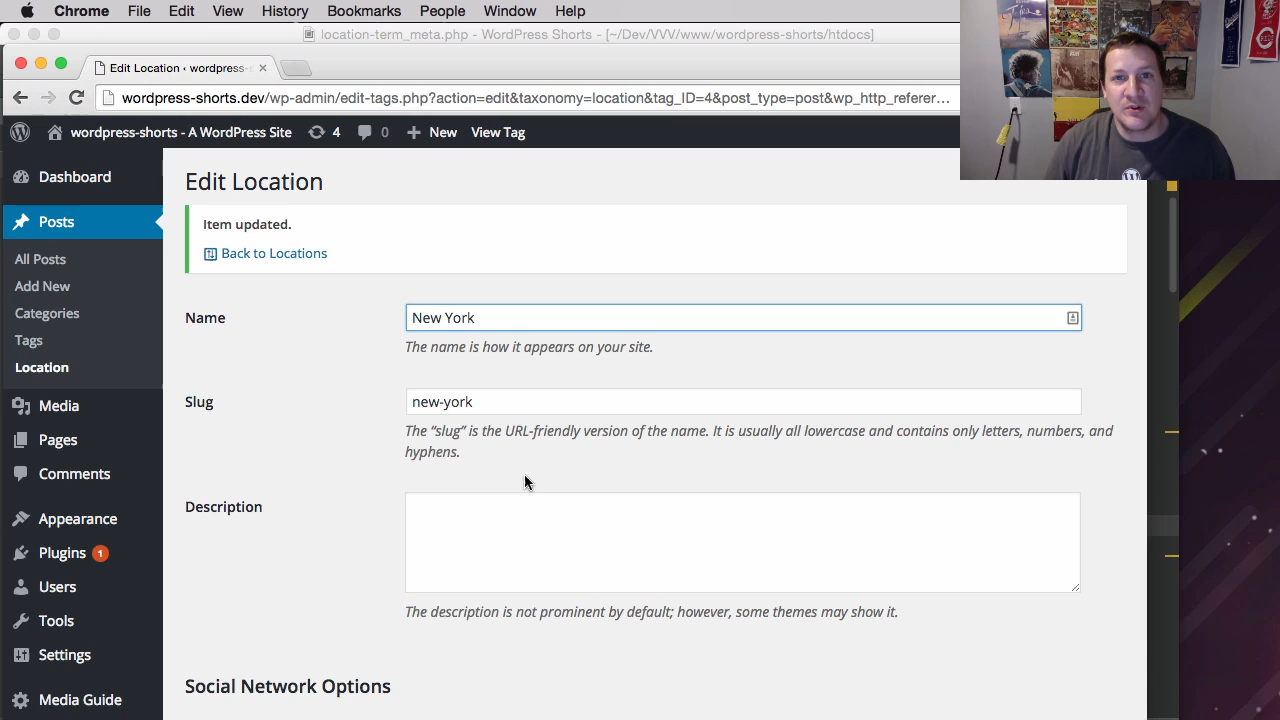 Chrome File Edit View History Bookmarks People Window Help
location-term_meta.php - WordPress Shorts - [~/Dev/VVV/www/wordpress-shorts/htdocs]
Edit Location ‹ wordpress-
wordpress-shorts.dev/wp-admin/edit-tags.php?action=edit&taxonomy=location&tag_ID=4&post_type=post&wp_http_referer...
wordpress-shorts - A WordPress Site 4 0 New View Tag
Dashboard
Posts
All Posts
Add New
Categories
Tags
Location
Media
Pages
Comments
Appearance
Plugins 1
Users
Tools
Settings
Media Guide
Edit Location
Item updated.
Back to Locations
Name
New York
The name is how it appears on your site.
Slug
new-york
The “slug” is the URL-friendly version of the name. It is usually all lowercase and contains only letters, numbers, and
hyphens.
Description
The description is not prominent by default; however, some themes may show it.
Social Network Options